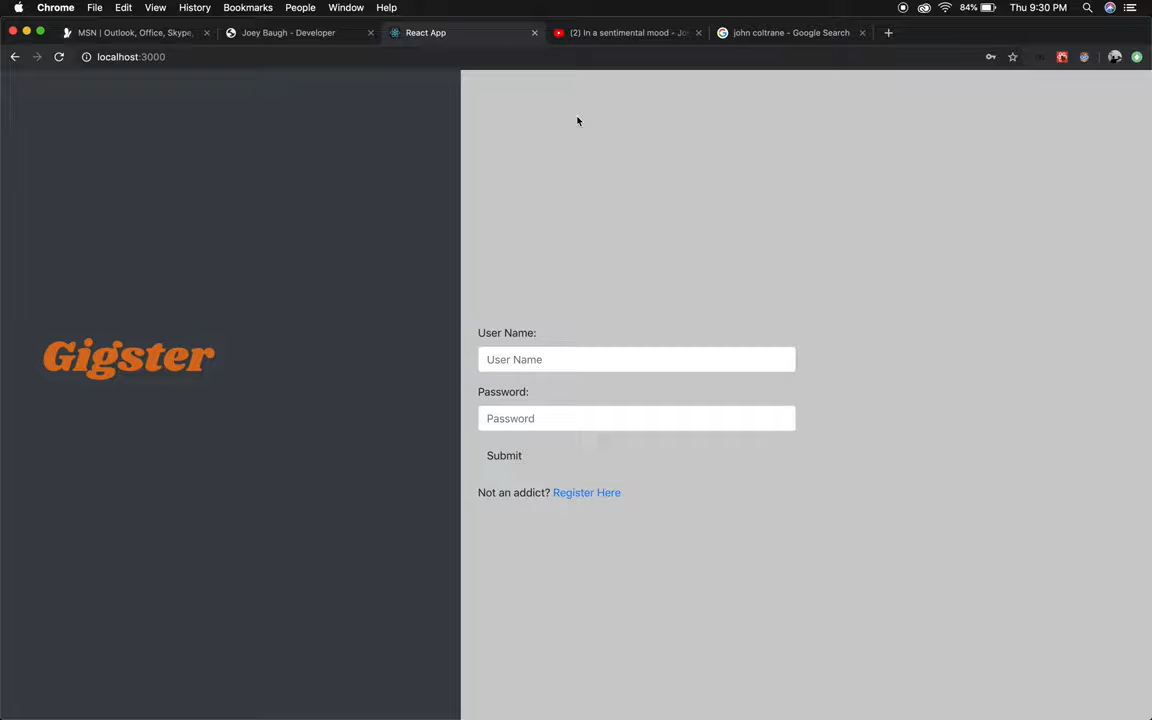 Chrome File Edit View History Bookmarks People Window Help 84% Thu 9:30 PM
MSN | Outlook, Office, Skype, Joey Baugh - Developer React App (2) In a sentimental mood - Jo john coltrane - Google Search
localhost:3000
User Name:
Gigster
User Name
Password:
Password
Submit
Not an addict? Register Here